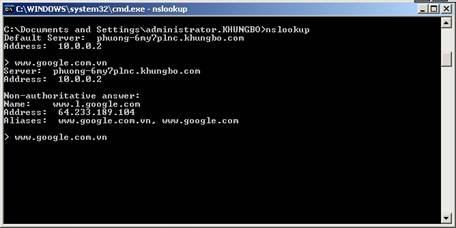 C:\WINDOWS\system32\cmd.exe - nslookup
C:\Documents and Settings\administrator.KHUNGBO>nslookup
Default Server:  phuong-6my7plnc.khungbo.com
Address:  10.0.0.2
> www.google.com.vn
Server:  phuong-6my7plnc.khungbo.com
Address:  10.0.0.2
Non-authoritative answer:
Name:    www.l.google.com
Address:  64.233.189.104
Aliases:  www.google.com.vn, www.google.com
> www.google.com.vn